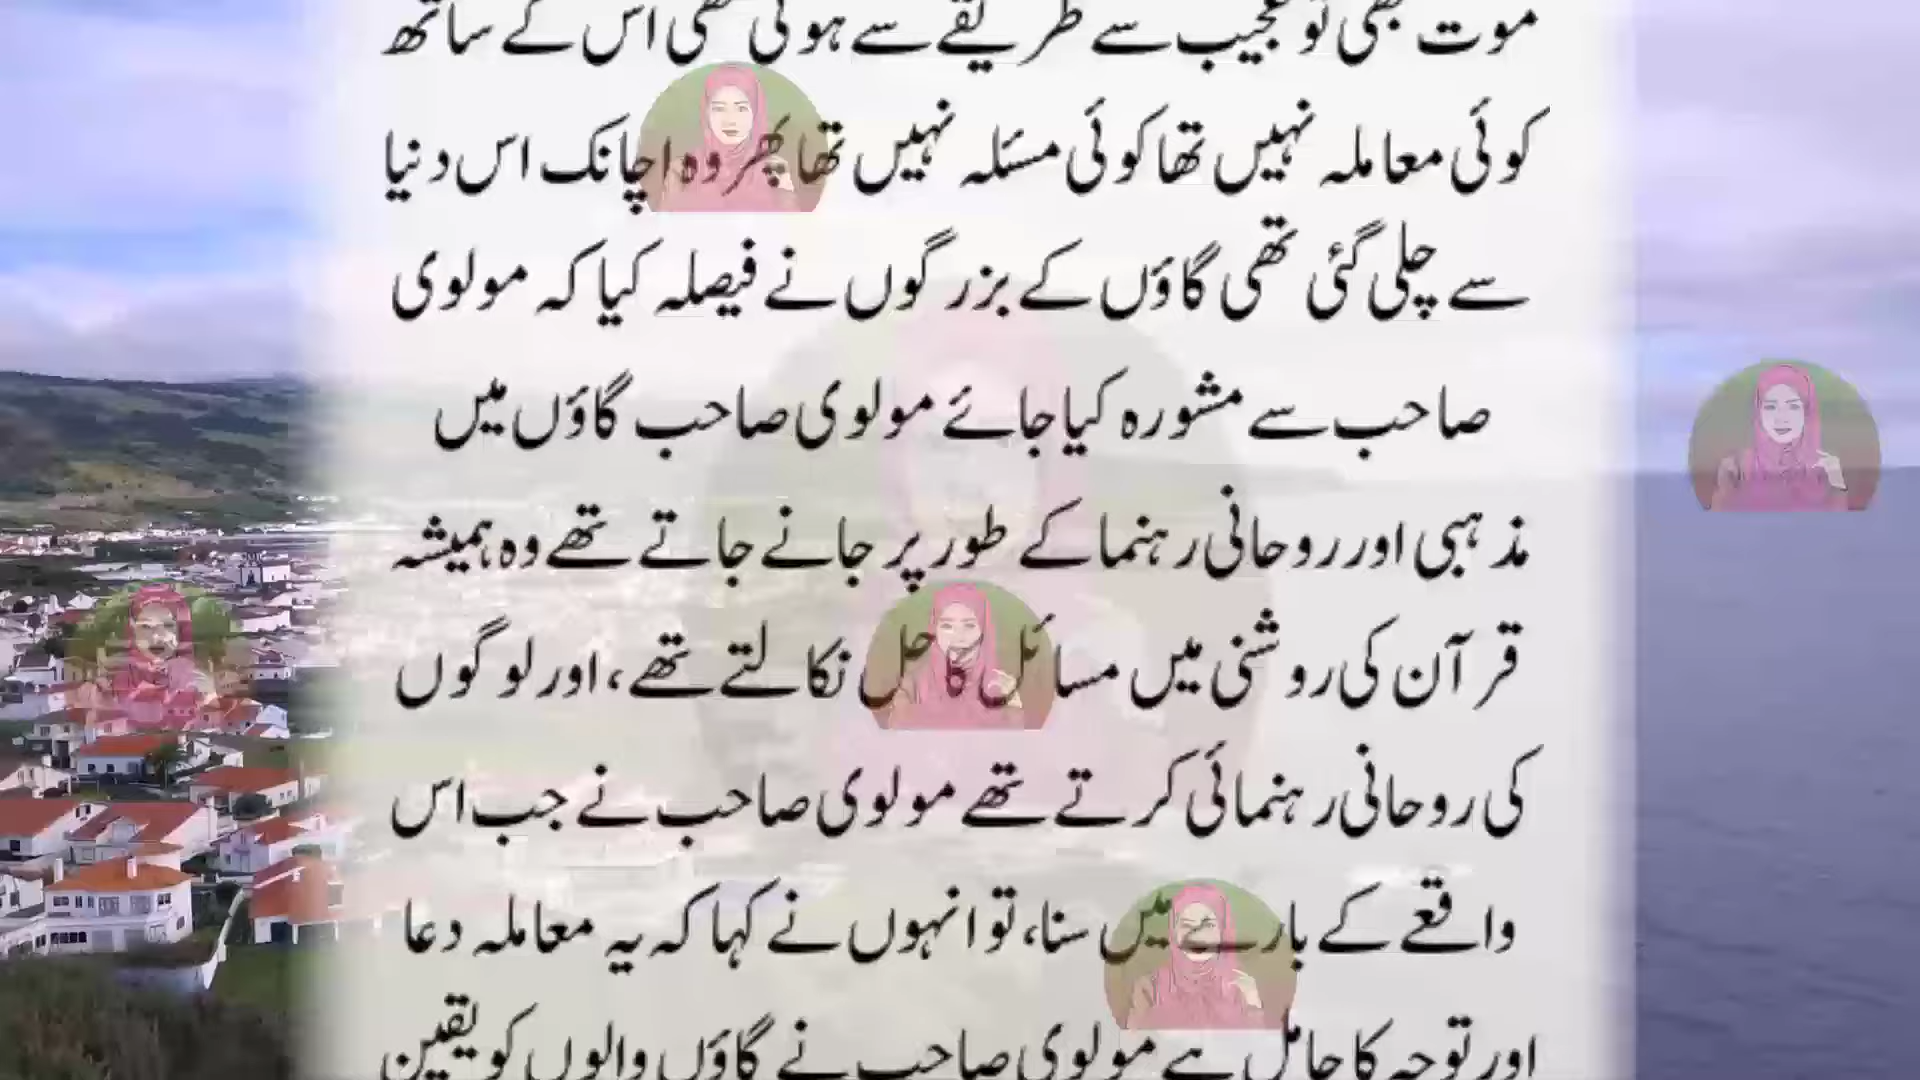 موت بھی تو عجیب سے طریقے سے ہوئی تھی اس کے ساتھ
کوئی معاملہ نہیں تھا کوئی مسئلہ نہیں تھا پھر وہ اچانک اس دنیا
سے چلی گئی تھی گاؤں کے بزرگوں نے فیصلہ کیا کہ مولوی
صاحب سے مشورہ کیا جائے مولوی صاحب گاؤں میں
مذہبی اور روحانی رہنما کے طور پر جانے جاتے تھے وہ ہمیشہ
قرآن کی روشنی میں مسائل کا حل نکالتے تھے، اور لوگوں
کی روحانی رہنمائی کرتے تھے مولوی صاحب نے جب اس
واقعے کے بارے میں سنا، تو انہوں نے کہا کہ یہ معاملہ دعا
اور توجہ کا حامل ہے مولوی صاحب نے گاؤں والوں کو یقین